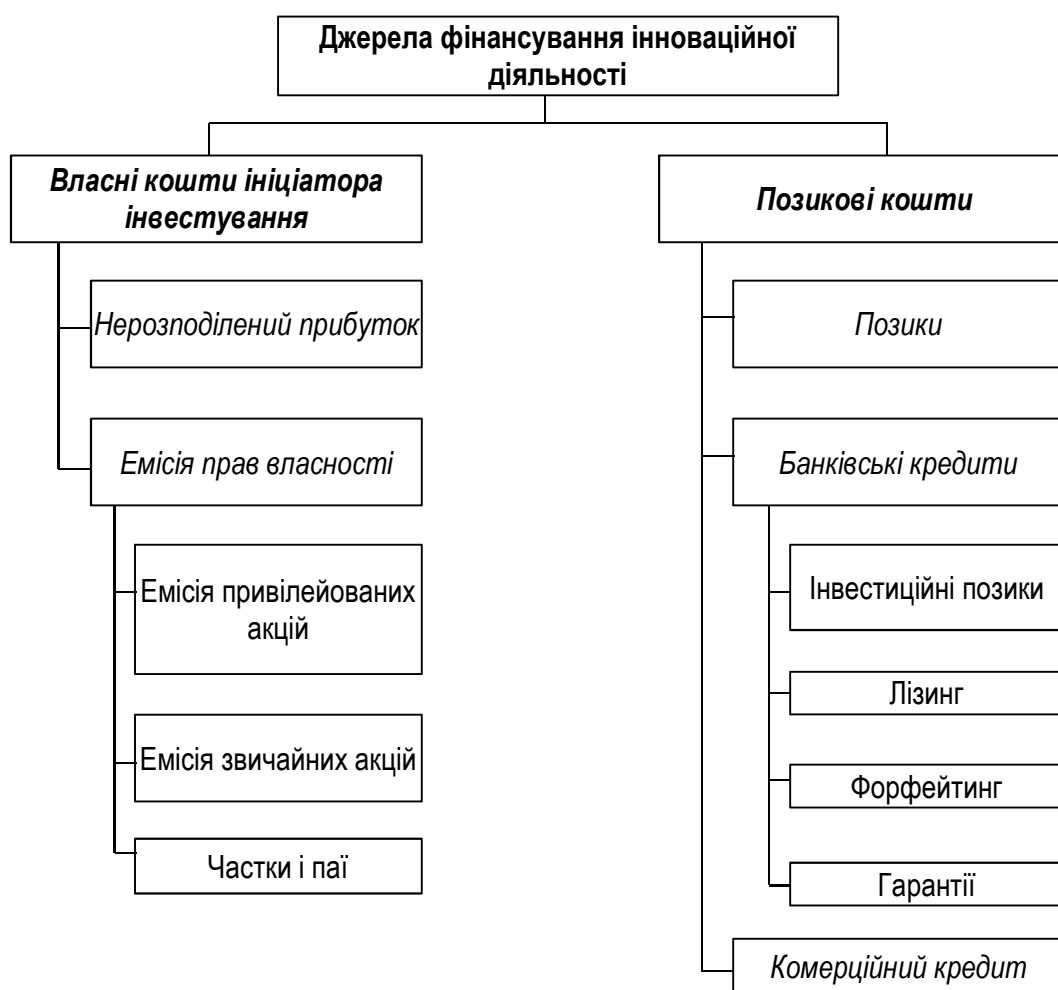 Джерела фінансування інноваційної
діяльності
Власні кошти ініціатора
інвестування
Нерозподілений прибуток
Емісія прав власності
Емісія привілейованих
акцій
Емісія звичайних акцій
Частки і паї
Позикові кошти
Позики
Банківські кредити
Інвестиційні позики
Лізинг
Форфейтинг
Гарантії
Комерційний кредит